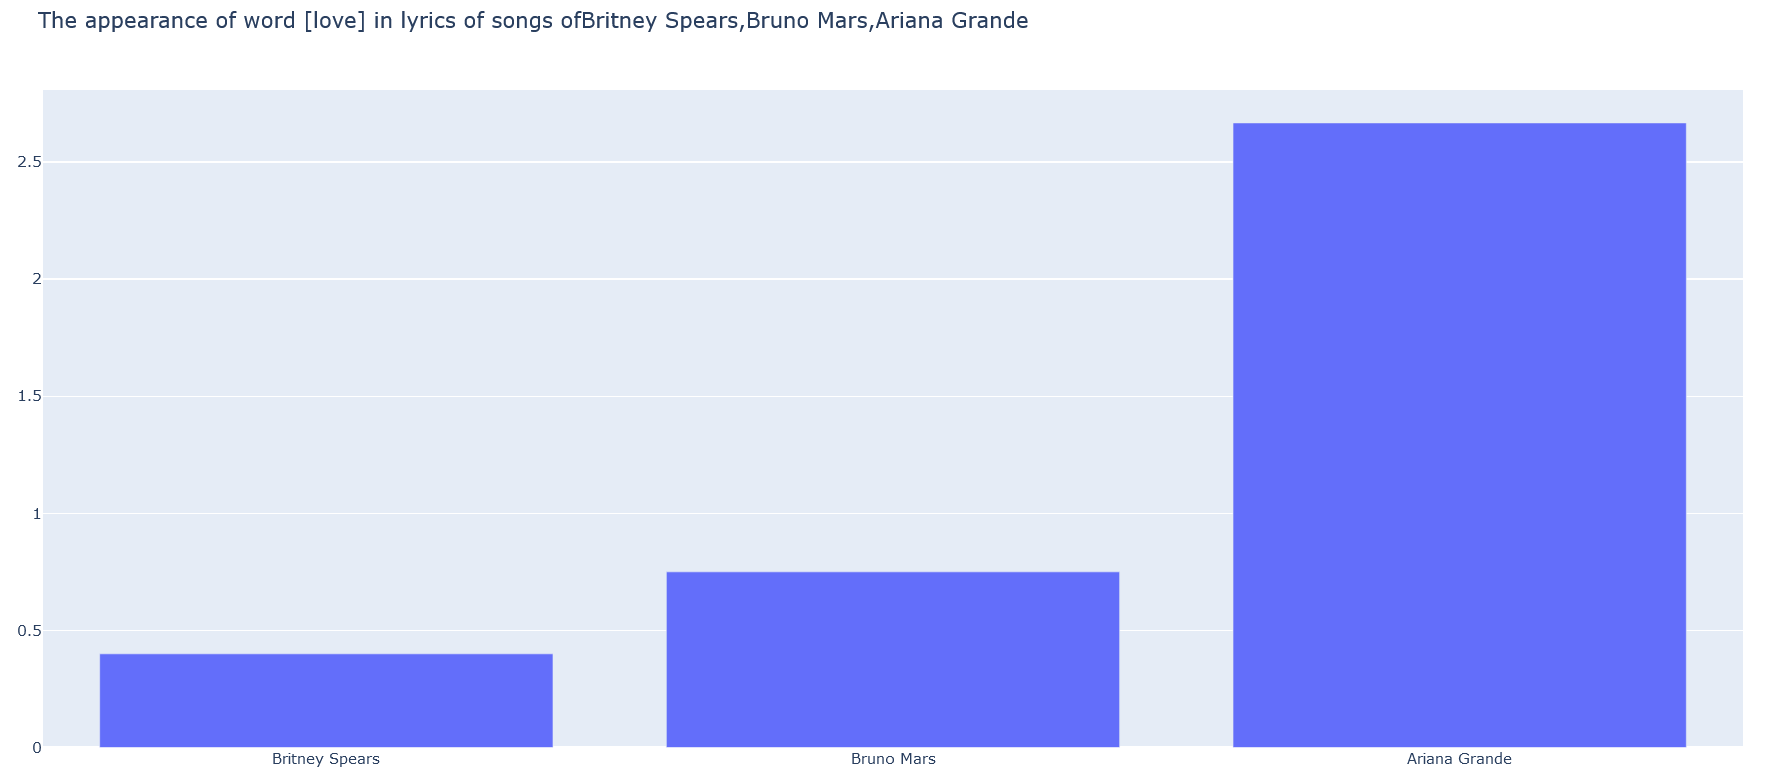 The appearance of word [love] in lyrics of songs ofBritney Spears,Bruno Mars,Ariana Grande
2.5
2
1.5
1
0.5
0
Britney Spears
Bruno Mars
Ariana Grande